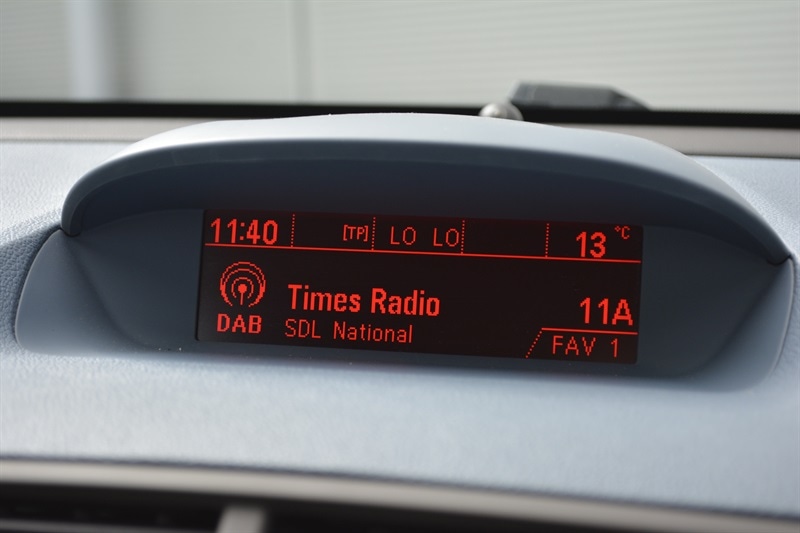 11:40 [TP] LO LO 13 °C
Times Radio 11A
DAB SDL National FAV 1